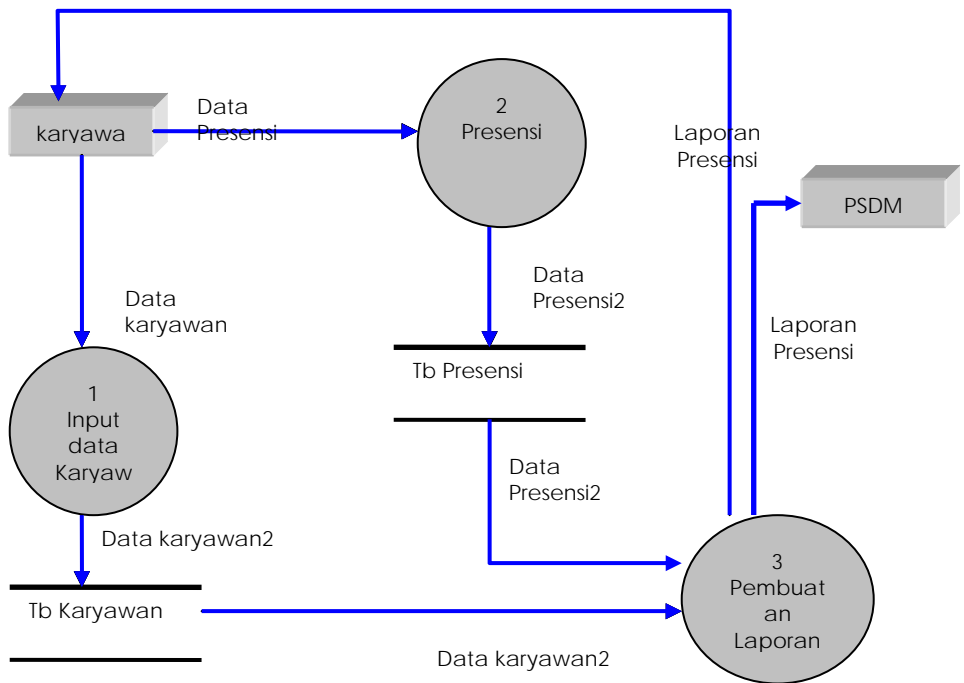 Data
Presensi
2
Presensi
karyawa
Laporan
Presensi
PSDM
Data
karyawan
Data
Presensi2
Laporan
Presensi
Tb Presensi
1
Input
data
Karyaw
Data
Presensi2
Data karyawan2
3
Pembuat
an
Laporan
Tb Karyawan
Data karyawan2